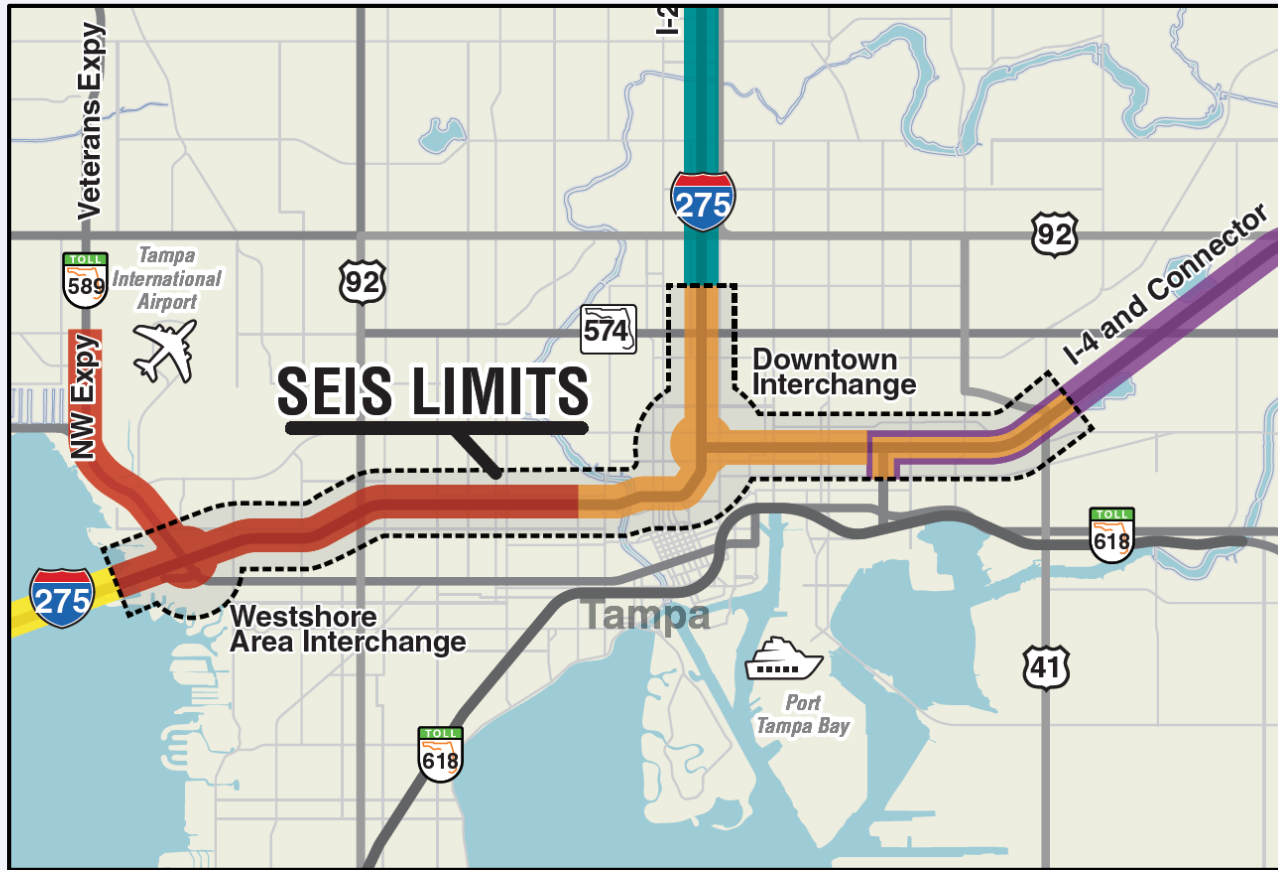 I-2
Veterans Expy
275
92
Tampa
International
Airport
TOLL
589
92
574
I-4 and Connector
NW Expy
Downtown
Interchange
SEIS LIMITS
TOLL
618
275
Westshore
Area Interchange
Tampa
41
Port
Tampa Bay
TOLL
618